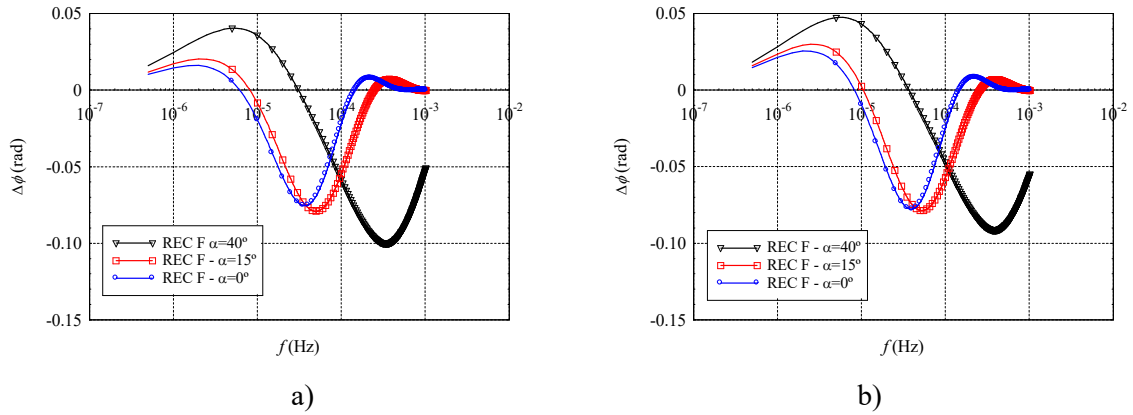 0.05
0
-0.05
-0.10
-0.15
10-7
10-6
10-5
10-4
10-3
10-2
Δϕ (rad)
f (Hz)
REC F α=40º
REC F - α=15º
REC F - α=0º
a)
0.05
0
-0.05
-0.10
-0.15
10-7
10-6
10-5
10-4
10-3
10-2
Δϕ (rad)
f (Hz)
REC F - α=40º
REC F - α=15º
REC F - α=0º
b)